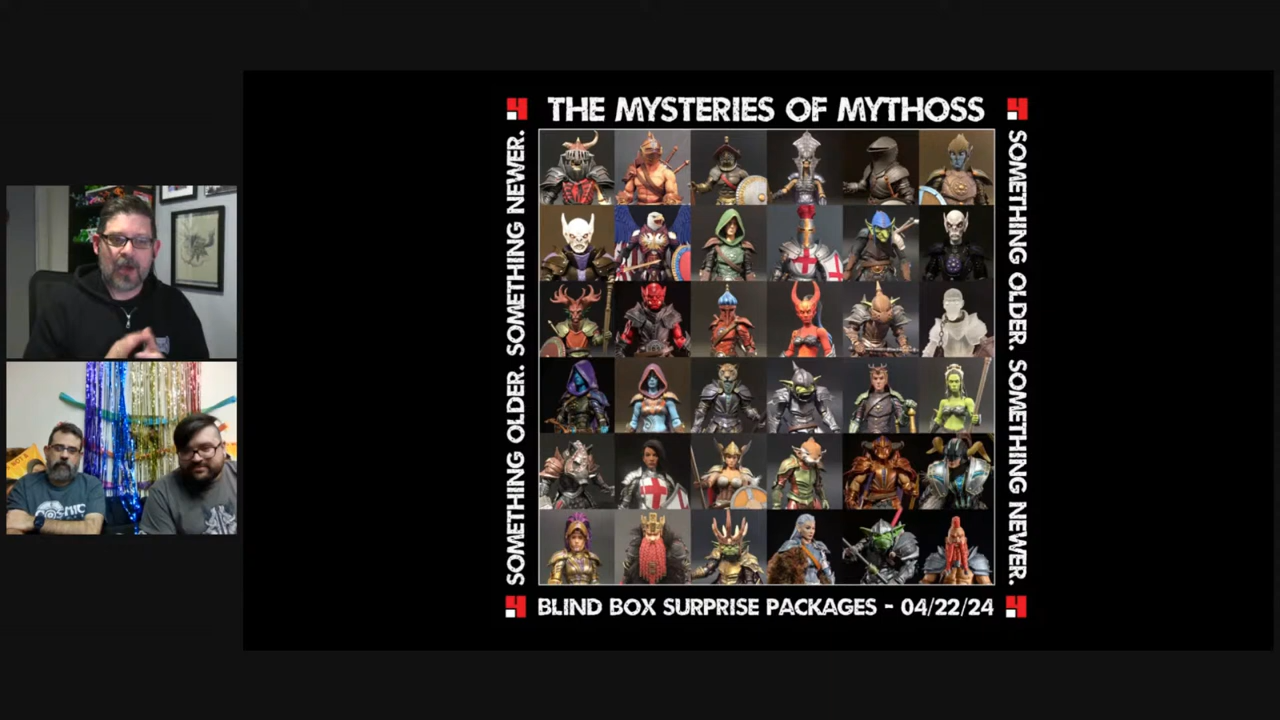 THE MYSTERIES OF MYTHOSS
SOMETHING OLDER. SOMETHING NEWER.
SOMETHING OLDER. SOMETHING NEWER.
BLIND BOX SURPRISE PACKAGES - 04/22/24
COSMIC